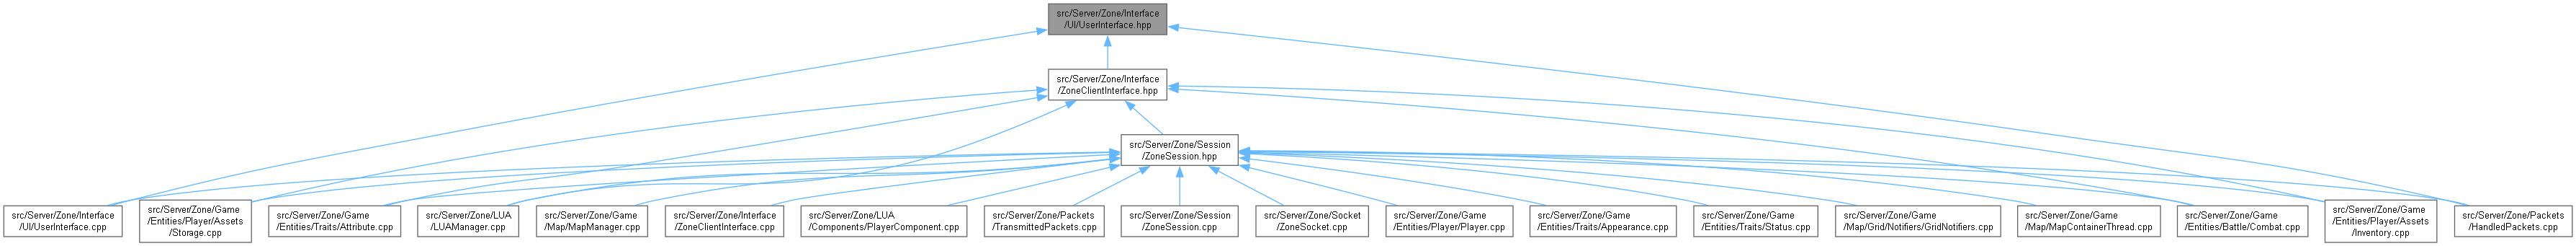 src/Server/Zone/Interface
/UI/UserInterface.hpp
src/Server/Zone/Interface
/ZoneClientInterface.hpp
src/Server/Zone/Session
/ZoneSession.hpp
src/Server/Zone/Interface
/UI/UserInterface.cpp
src/Server/Zone/Game
/Entities/Player/Assets
/Storage.cpp
src/Server/Zone/Game
/Entities/Traits/Attribute.cpp
src/Server/Zone/LUA
/LUAManager.cpp
src/Server/Zone/Game
/Map/MapManager.cpp
src/Server/Zone/Interface
/ZoneClientInterface.cpp
src/Server/Zone/LUA
/Components/PlayerComponent.cpp
src/Server/Zone/Packets
/TransmittedPackets.cpp
src/Server/Zone/Session
/ZoneSession.cpp
src/Server/Zone/Socket
/ZoneSocket.cpp
src/Server/Zone/Game
/Entities/Player/Player.cpp
src/Server/Zone/Game
/Entities/Traits/Appearance.cpp
src/Server/Zone/Game
/Entities/Traits/Status.cpp
src/Server/Zone/Game
/Map/Grid/Notifiers/GridNotifiers.cpp
src/Server/Zone/Game
/Map/MapContainerThread.cpp
src/Server/Zone/Game
/Entities/Battle/Combat.cpp
src/Server/Zone/Game
/Entities/Player/Assets
/Inventory.cpp
src/Server/Zone/Packets
/HandledPackets.cpp